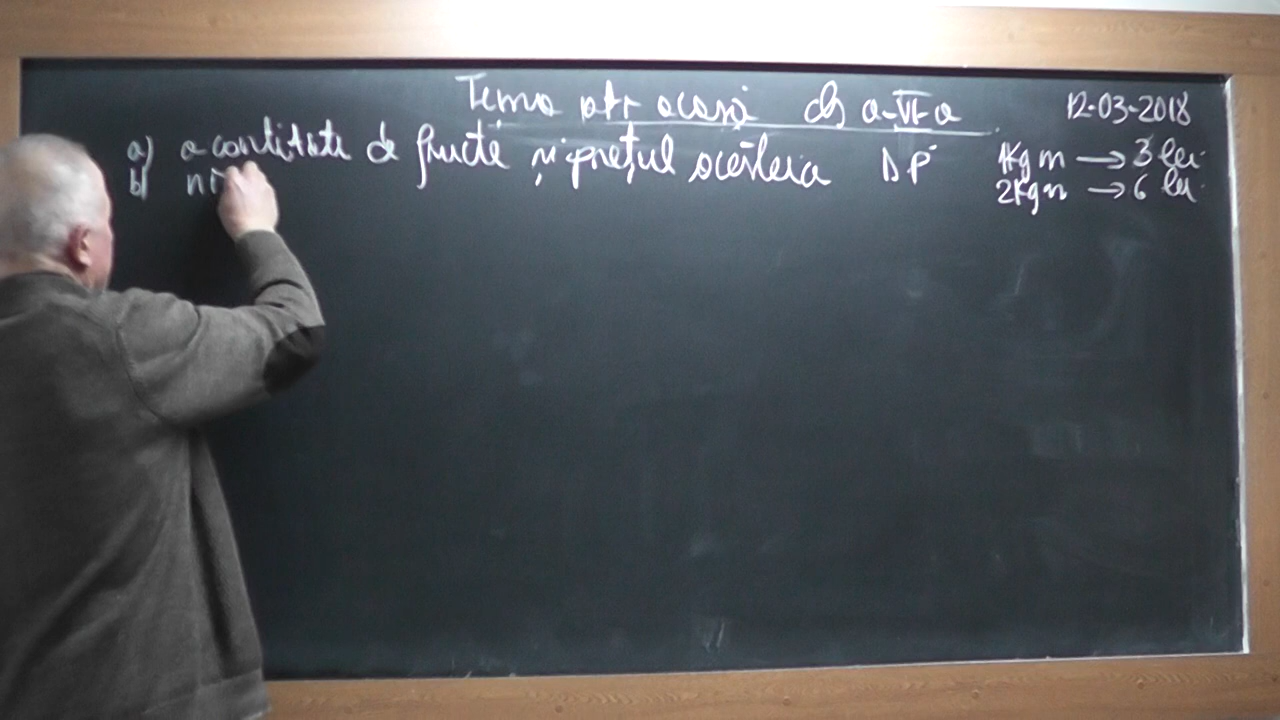 Tema ptr acasă cls a-VI-a 12-03-2018
a) a cantitate de fructe și prețul acesteia D P 1Kg m → 3 lei
b) 2Kg m → 6 lei